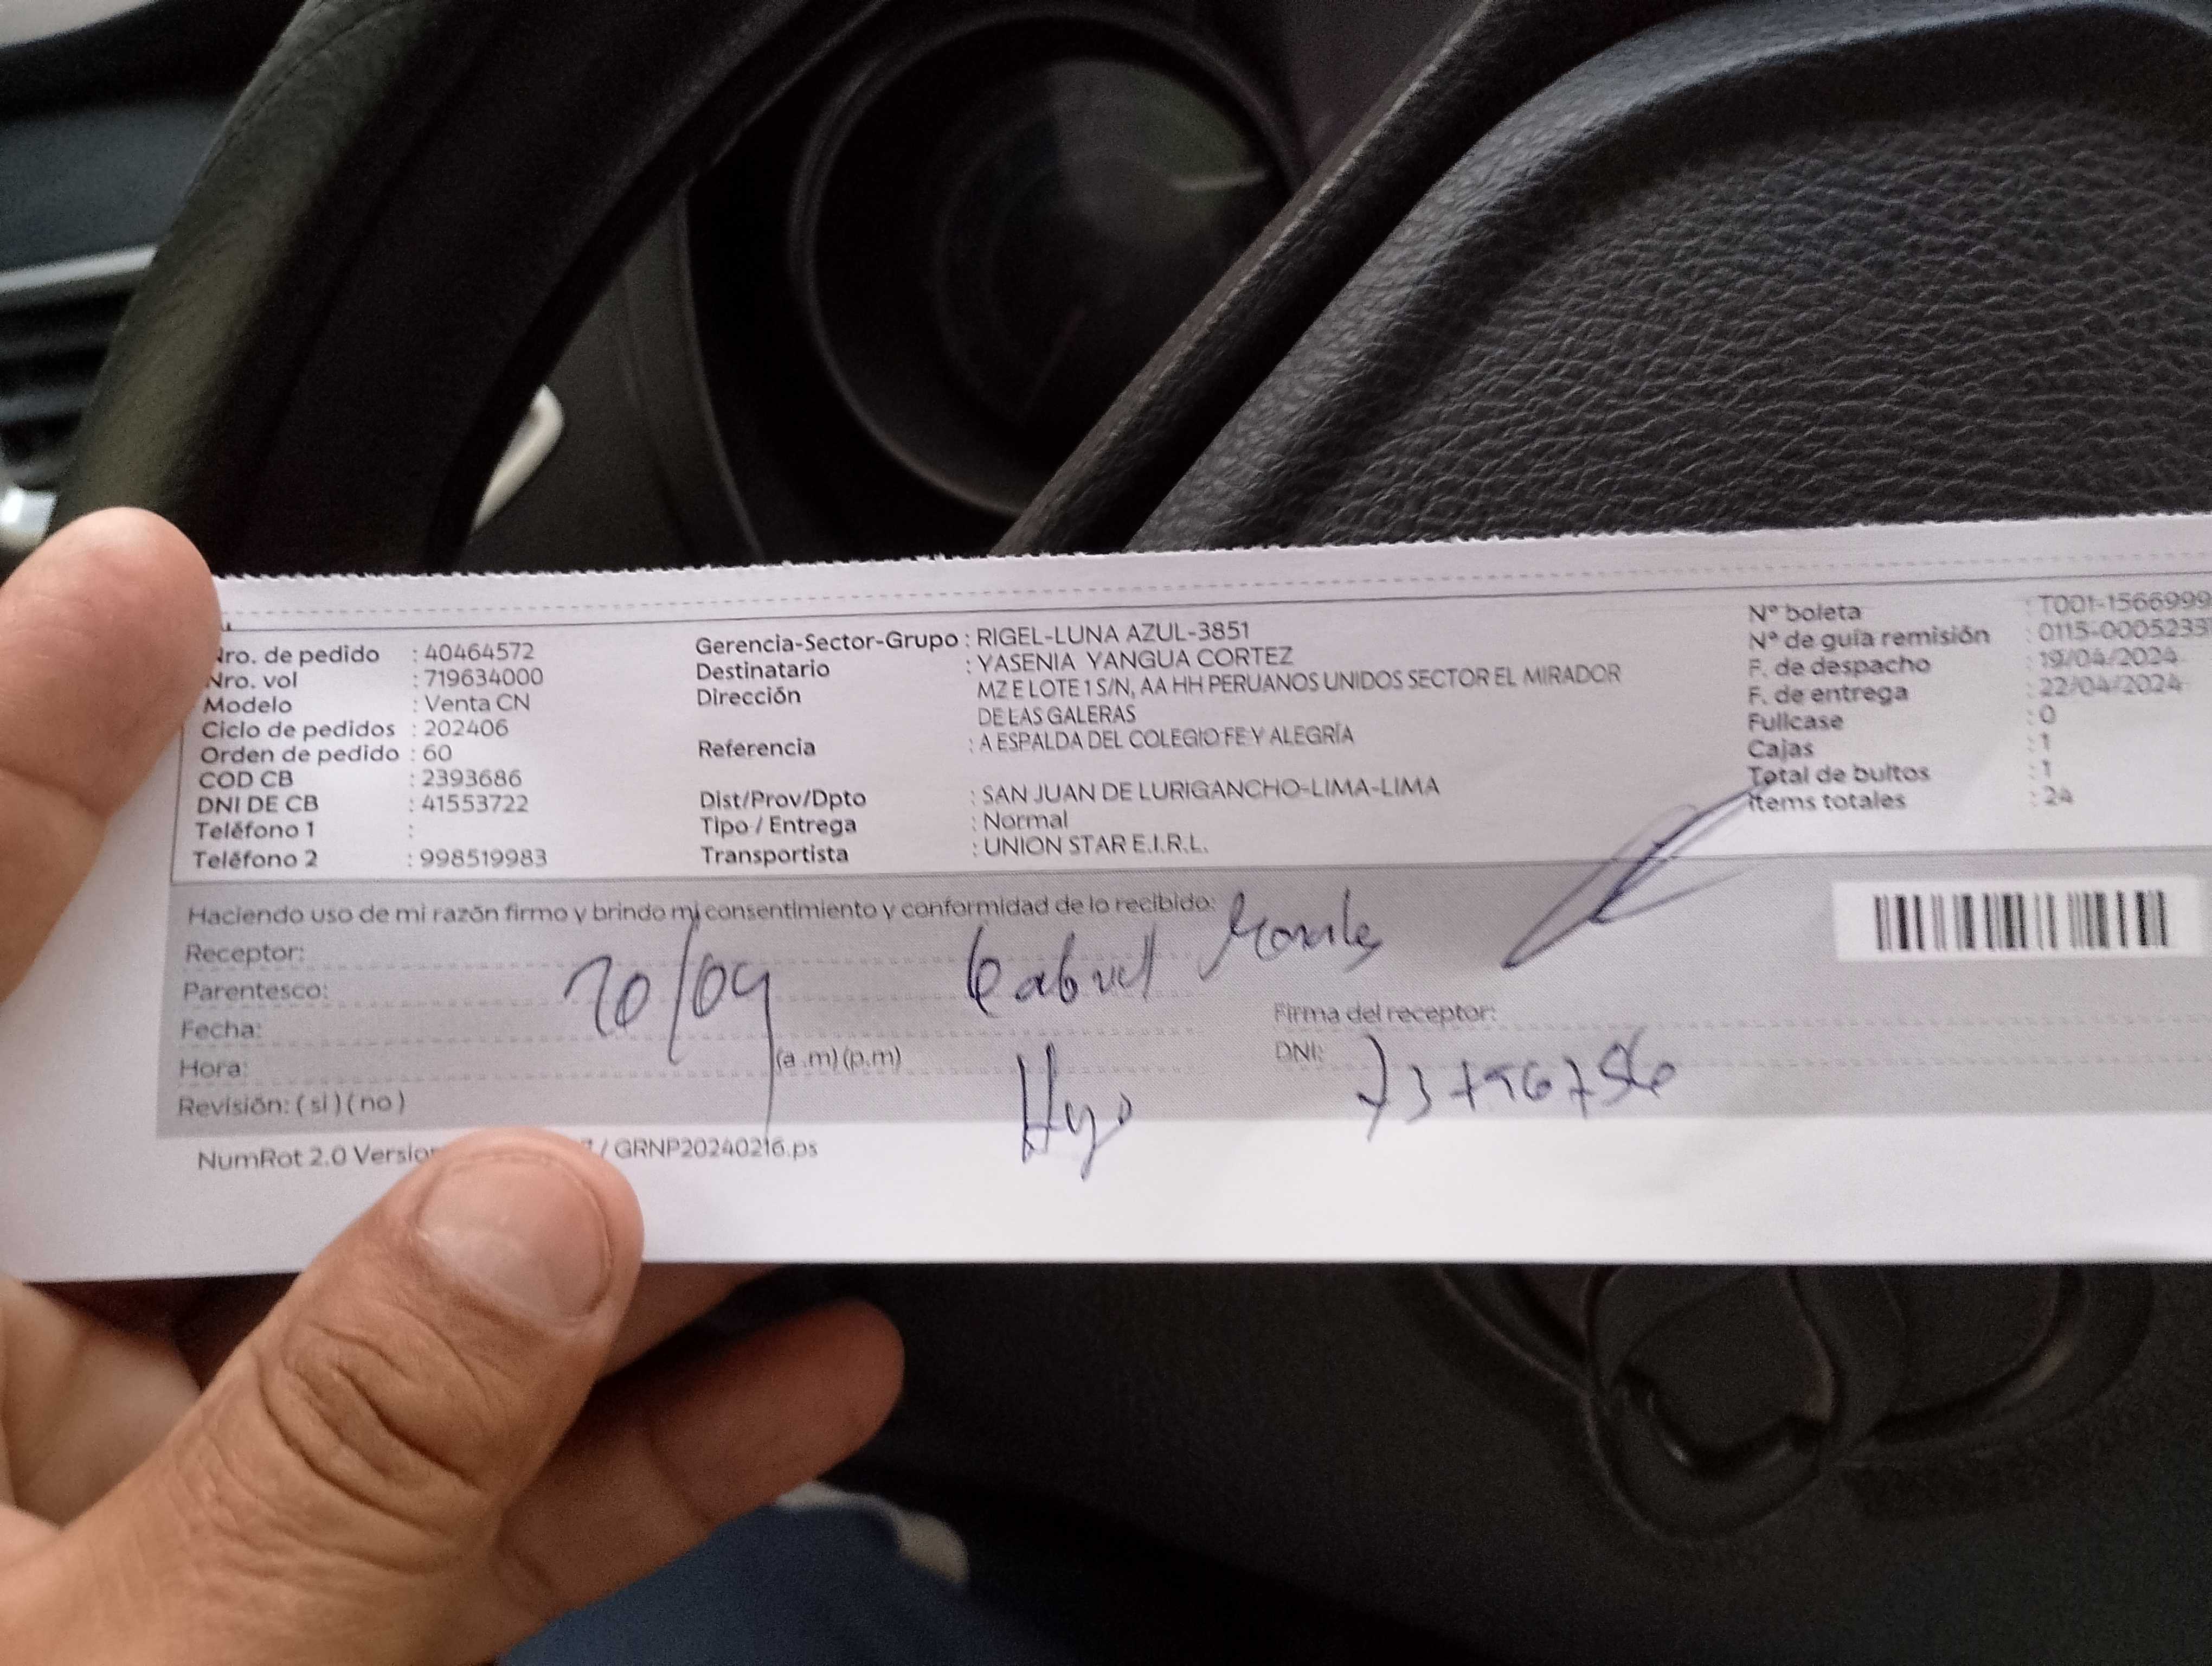 Nro. de pedido : 40464572
Nro. vol : 719634000
Modelo : Venta CN
Ciclo de pedidos : 202406
Orden de pedido : 60
COD CB : 2393686
DNI DE CB : 41553722
Teléfono 1 :
Teléfono 2 : 998519983
Gerencia-Sector-Grupo : RIGEL-LUNA AZUL-3851
Destinatario : YASENIA YANGUA CORTEZ
Dirección MZ E LOTE 1 S/N, AA HH PERUANOS UNIDOS SECTOR EL MIRADOR
DE LAS GALERAS
Referencia : A ESPALDA DEL COLEGIO FE Y ALEGRÍA
Dist/Prov/Dpto : SAN JUAN DE LURIGANCHO-LIMA-LIMA
Tipo / Entrega : Normal
Transportista : UNION STAR E.I.R.L.
N° boleta : T001-1566999
N° de guía remisión : 0115-0005233
F. de despacho : 19/04/2024
F. de entrega : 22/04/2024
Fullcase : 0
Cajas : 1
Total de bultos : 1
Items totales : 24
Haciendo uso de mi razón firmo y brindo mi consentimiento y conformidad de lo recibido:
Receptor: Gabriel Morales
Parentesco:
Fecha: 20/04
Hora: (a .m) (p.m)
Revisión: ( si ) ( no )
Hijo
Firma del receptor:
DNI:
NumRot 2.0 Version / GRNP20240216.ps